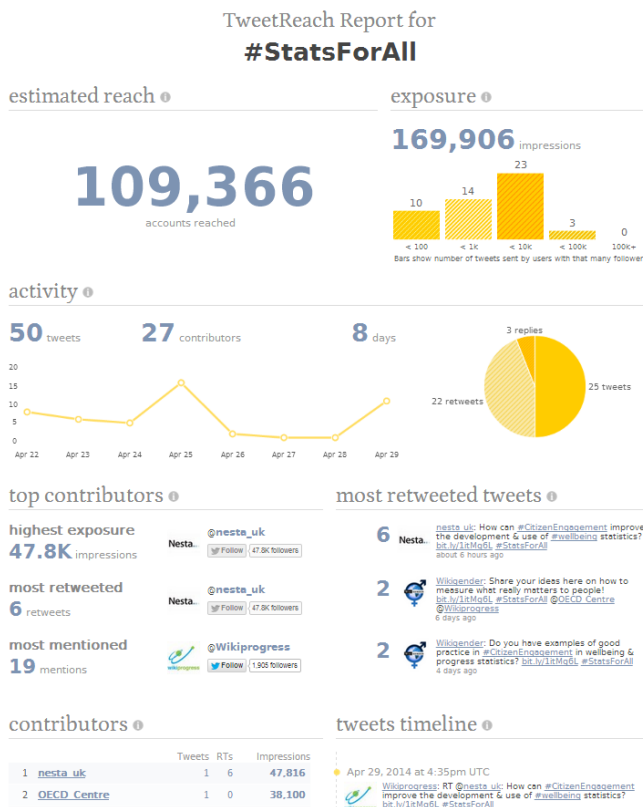 TweetReach Report for
#StatsForAll
estimated reach
exposure
109,366
accounts reached
169,906 impressions
10
14
23
3
0
< 100
< 1k
< 10k
< 100k
100k+
Bars show number of tweets sent by users with that many follower
activity
50 tweets
27 contributors
8 days
20
15
10
5
0
Apr 22
Apr 23
Apr 24
Apr 25
Apr 26
Apr 27
Apr 28
Apr 29
3 replies
22 retweets
25 tweets
top contributors
highest exposure
47.8K impressions
Nesta..
@nesta_uk
Follow
47.8K followers
most retweeted
6 retweets
Nesta..
@nesta_uk
Follow
47.8K followers
most mentioned
19 mentions
wikiprogress
@Wikiprogress
Follow
1,905 followers
most retweeted tweets
6
Nesta..
nesta_uk: How can #CitizenEngagement improve
the development & use of #wellbeing statistics?
bit.ly/1itMq6L #StatsForAll
about 6 hours ago
2
Wikigender: Share your ideas here on how to
measure what really matters to people!
bit.ly/1itMq6L #StatsForAll @OECD_Centre
@Wikiprogress
6 days ago
2
Wikigender: Do you have examples of good
practice in #CitizenEngagement in wellbeing &
progress statistics? bit.ly/1itMq6L #StatsForAll
4 days ago
contributors
Tweets RTs Impressions
1 nesta_uk 1 6 47,816
2 OECD_Centre 1 0 38,100
tweets timeline
Apr 29, 2014 at 4:35pm UTC
Wikiprogress: RT @nesta_uk: How can #CitizenEngagement
improve the development & use of #wellbeing statistics?
bit.ly/1itMq6L #StatsForAll